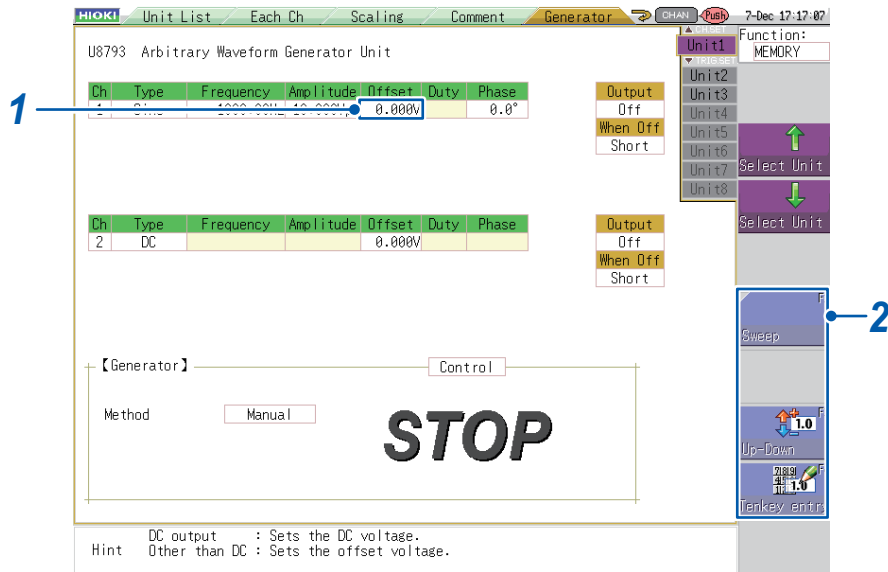 HIOKI Unit List Each Ch Scaling Comment Generator CHAN Push 7-Dec 17:17:07
U8793 Arbitrary Waveform Generator Unit
Ch Type Frequency Amplitude Offset Duty Phase
0.000V 0.0°
1
Output
Off
When Off
Short
Ch Type Frequency Amplitude Offset Duty Phase
2 DC 0.000V
Output
Off
When Off
Short
【Generator】 Control
Method Manual
STOP
Hint DC output : Sets the DC voltage.
Other than DC : Sets the offset voltage.
Unit1
TRIG SET
Unit2
Unit3
Unit4
Unit5
Unit6
Unit7
Unit8
Function:
MEMORY
Select Unit
Select Unit
Sweep
1.0
Up-Down
1.0
Tenkey entr
2